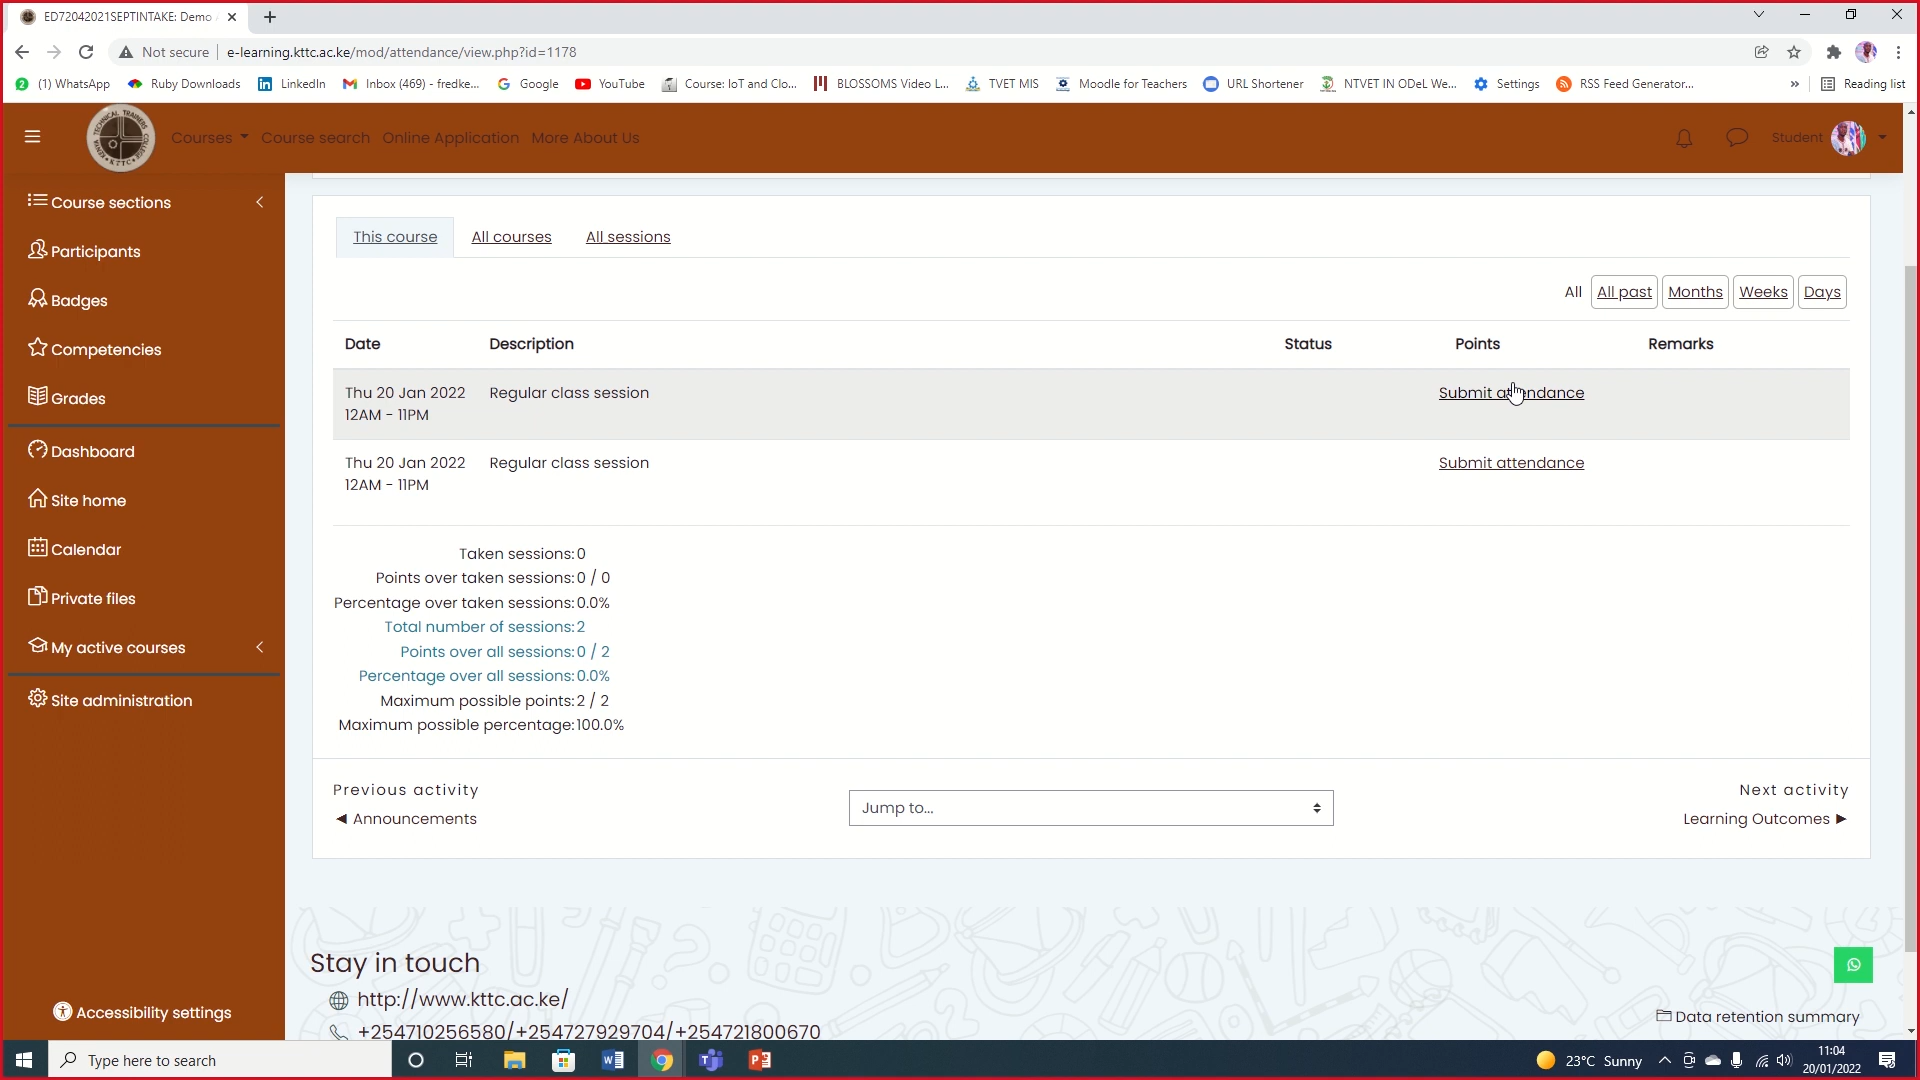 ED72042021SEPTINTAKE: Demo
Not secure
e-learning.kttc.ac.ke/mod/attendance/view.php?id=1178
(1) WhatsApp
Ruby Downloads
LinkedIn
Inbox (469) - fredke...
Google
YouTube
Course: IoT and Clo...
BLOSSOMS Video L...
TVET MIS
Moodle for Teachers
URL Shortener
NTVET IN ODeL We...
Settings
RSS Feed Generator...
»
Reading list
TECHNICAL TRAINERS COLLEGE
KTTC
Courses
Course search
Online Application
More About Us
Student
Course sections
Participants
Badges
Competencies
Grades
Dashboard
Site home
Calendar
Private files
My active courses
Site administration
Accessibility settings
This course
All courses
All sessions
All
All past
Months
Weeks
Days
Date Description Status Points Remarks
Thu 20 Jan 2022 Regular class session Submit attendance
12AM - 11PM
Thu 20 Jan 2022 Regular class session Submit attendance
12AM - 11PM
Taken sessions: 0
Points over taken sessions: 0 / 0
Percentage over taken sessions: 0.0%
Total number of sessions: 2
Points over all sessions: 0 / 2
Percentage over all sessions: 0.0%
Maximum possible points: 2 / 2
Maximum possible percentage: 100.0%
Previous activity
◄ Announcements
Jump to...
Next activity
Learning Outcomes ►
Stay in touch
http://www.kttc.ac.ke/
+254710256580/+254727929704/+254721800670
Data retention summary
Type here to search
23°C Sunny
11:04
20/01/2022